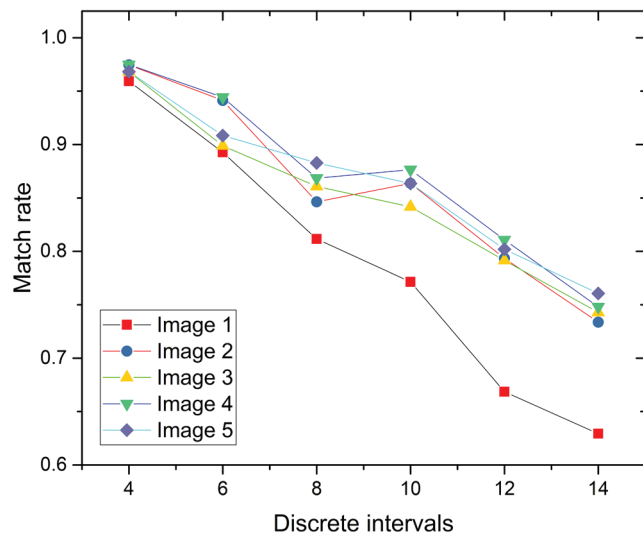 1.0
0.9
0.8
0.7
0.6
Match rate
Image 1
Image 2
Image 3
Image 4
Image 5
4 6 8 10 12 14
Discrete intervals